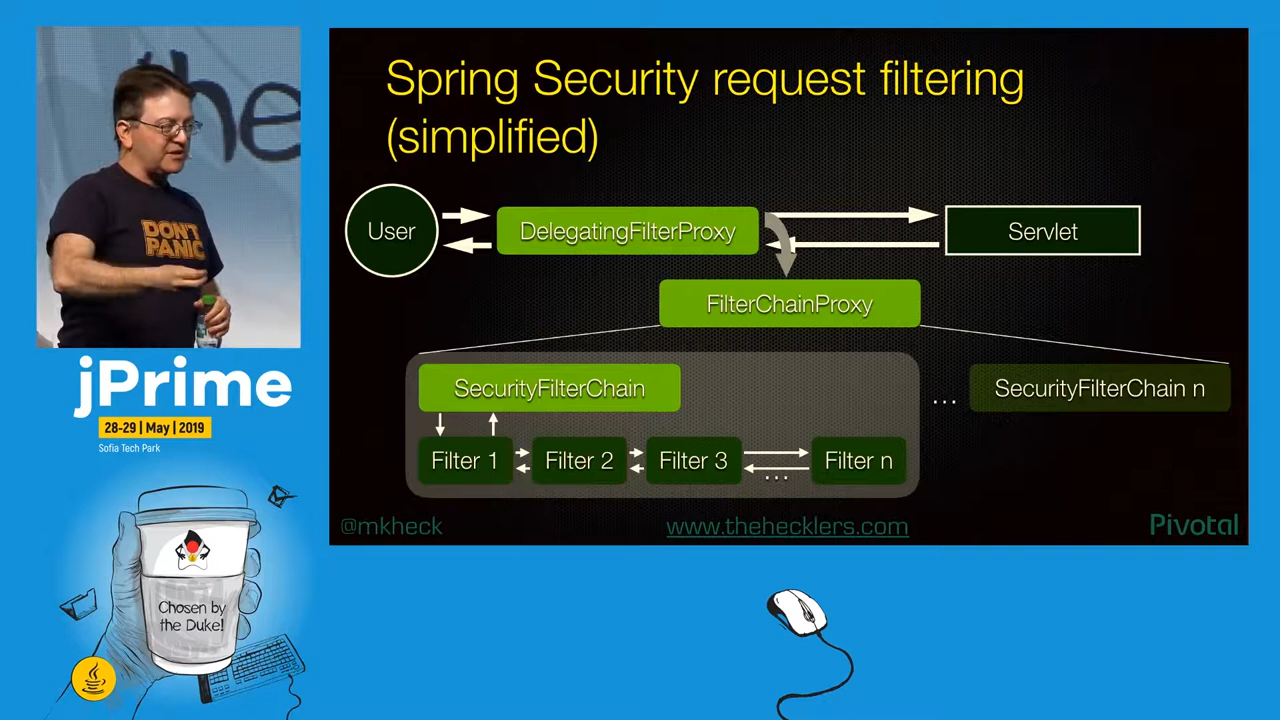 the
DON'T
PANIC
Spring Security request filtering
(simplified)
User
DelegatingFilterProxy
Servlet
FilterChainProxy
SecurityFilterChain
...
SecurityFilterChain n
Filter 1
Filter 2
Filter 3
...
Filter n
@mkheck
www.thehecklers.com
Pivotal
jPrime
28-29 | May | 2019
Sofia Tech Park
Chosen by
the Duke!